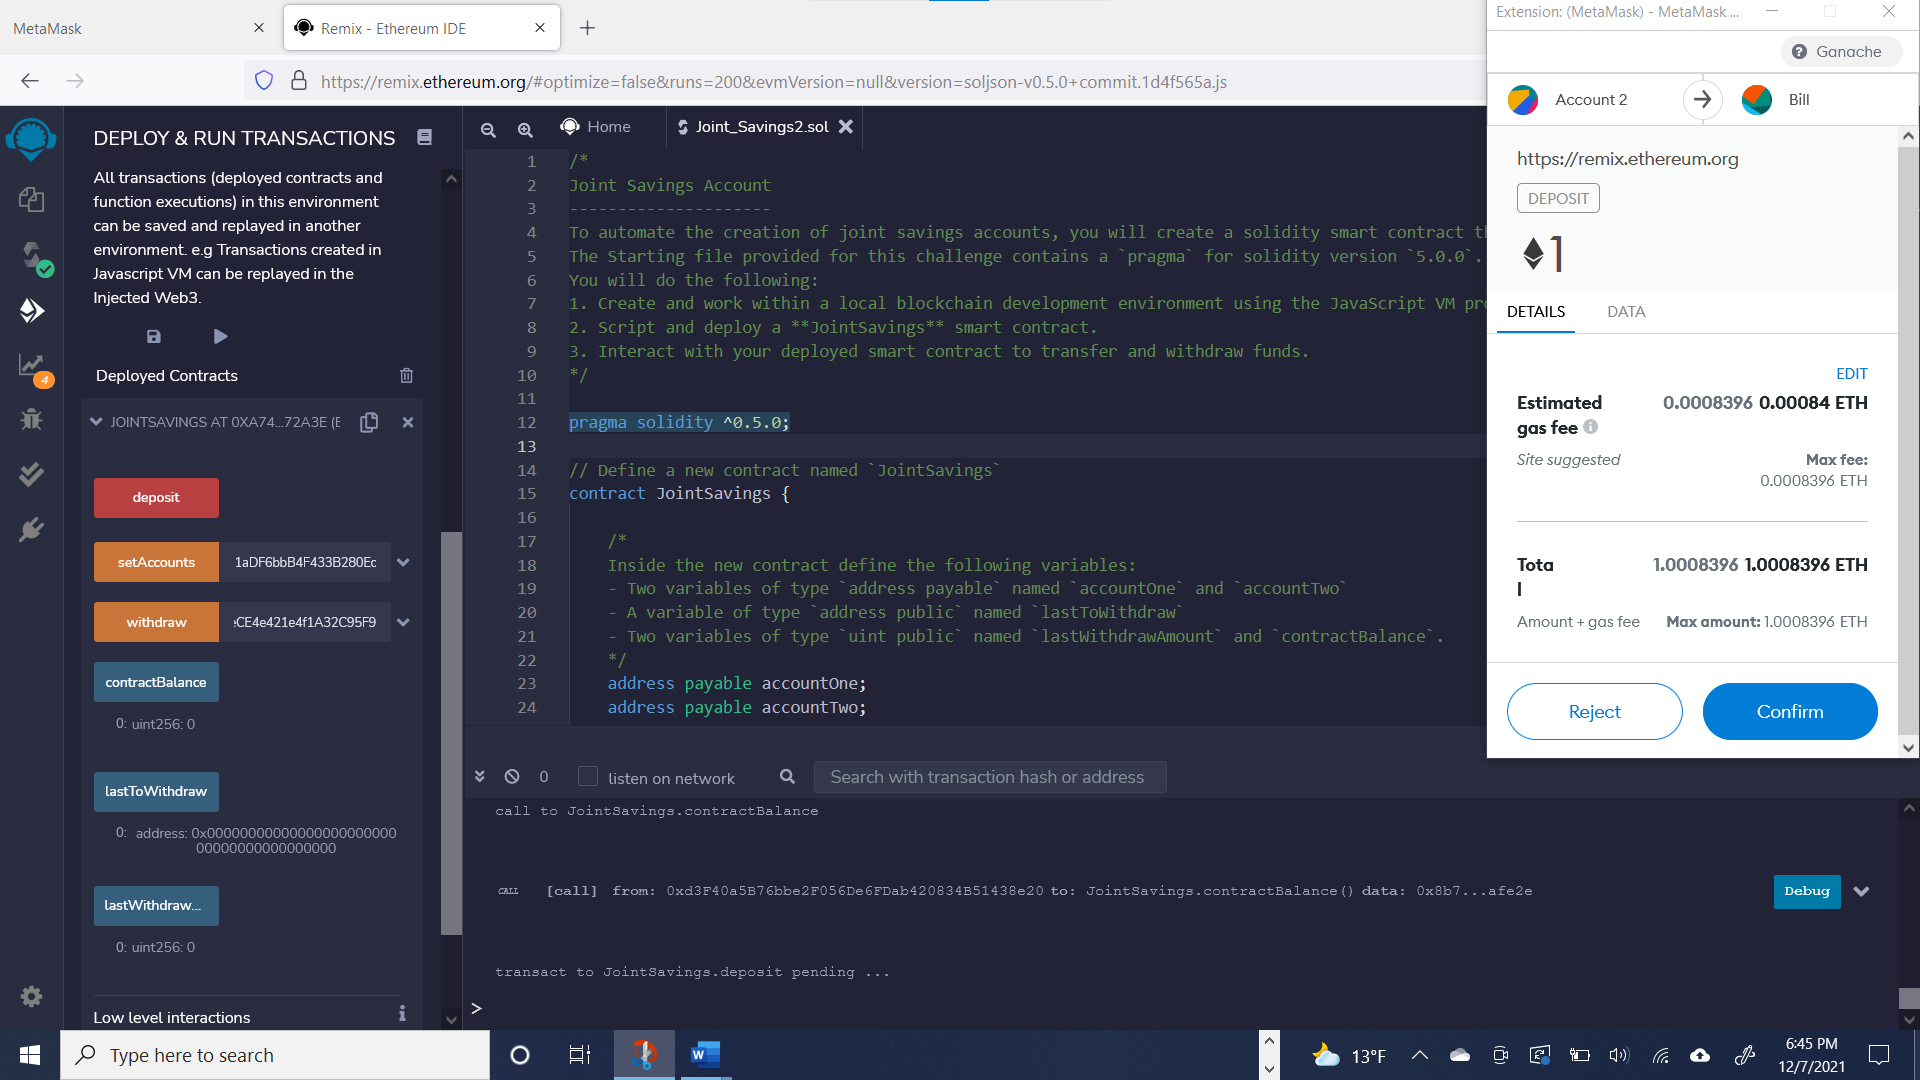 MetaMask
Remix - Ethereum IDE
https://remix.ethereum.org/#optimize=false&runs=200&evmVersion=null&version=soljson-v0.5.0+commit.1d4f565a.js
DEPLOY & RUN TRANSACTIONS
All transactions (deployed contracts and
function executions) in this environment
can be saved and replayed in another
environment. e.g Transactions created in
Javascript VM can be replayed in the
Injected Web3.
Deployed Contracts
4
JOINTSAVINGS AT 0XA74...72A3E (
deposit
setAccounts 1aDF6bbB4F433B280Ec
withdraw CE4e421e4f1A32C95F9
contractBalance
0: uint256: 0
lastToWithdraw
0: address: 0x00000000000000000000000
00000000000000000
lastWithdraw...
0: uint256: 0
Low level interactions
Home
Joint_Savings2.sol
1 /*
2 Joint Savings Account
3 ---------------------
4 To automate the creation of joint savings accounts, you will create a solidity smart contract th
5 The Starting file provided for this challenge contains a `pragma` for solidity version `5.0.0`.
6 You will do the following:
7 1. Create and work within a local blockchain development environment using the JavaScript VM pro
8 2. Script and deploy a **JointSavings** smart contract.
9 3. Interact with your deployed smart contract to transfer and withdraw funds.
10 */
11
12 pragma solidity ^0.5.0;
13
14 // Define a new contract named `JointSavings`
15 contract JointSavings {
16
17 /*
18 Inside the new contract define the following variables:
19 - Two variables of type `address payable` named `accountOne` and `accountTwo`
20 - A variable of type `address public` named `lastToWithdraw`
21 - Two variables of type `uint public` named `lastWithdrawAmount` and `contractBalance`.
22 */
23 address payable accountOne;
24 address payable accountTwo;
0
listen on network
Search with transaction hash or address
call to JointSavings.contractBalance
CALL [call] from: 0xd3F40a5B76bbe2F056De6FDab420834B51438e20 to: JointSavings.contractBalance() data: 0x8b7...afe2e
Debug
transact to JointSavings.deposit pending ...
>
Extension: (MetaMask) - MetaMask ...
Ganache
Account 2
Bill
https://remix.ethereum.org
DEPOSIT
1
DETAILS
DATA
EDIT
Estimated 0.0008396 0.00084 ETH
gas fee
Site suggested Max fee:
0.0008396 ETH
Tota 1.0008396 1.0008396 ETH
l
Amount + gas fee Max amount: 1.0008396 ETH
Reject
Confirm
Type here to search
W
13°F
6:45 PM
12/7/2021